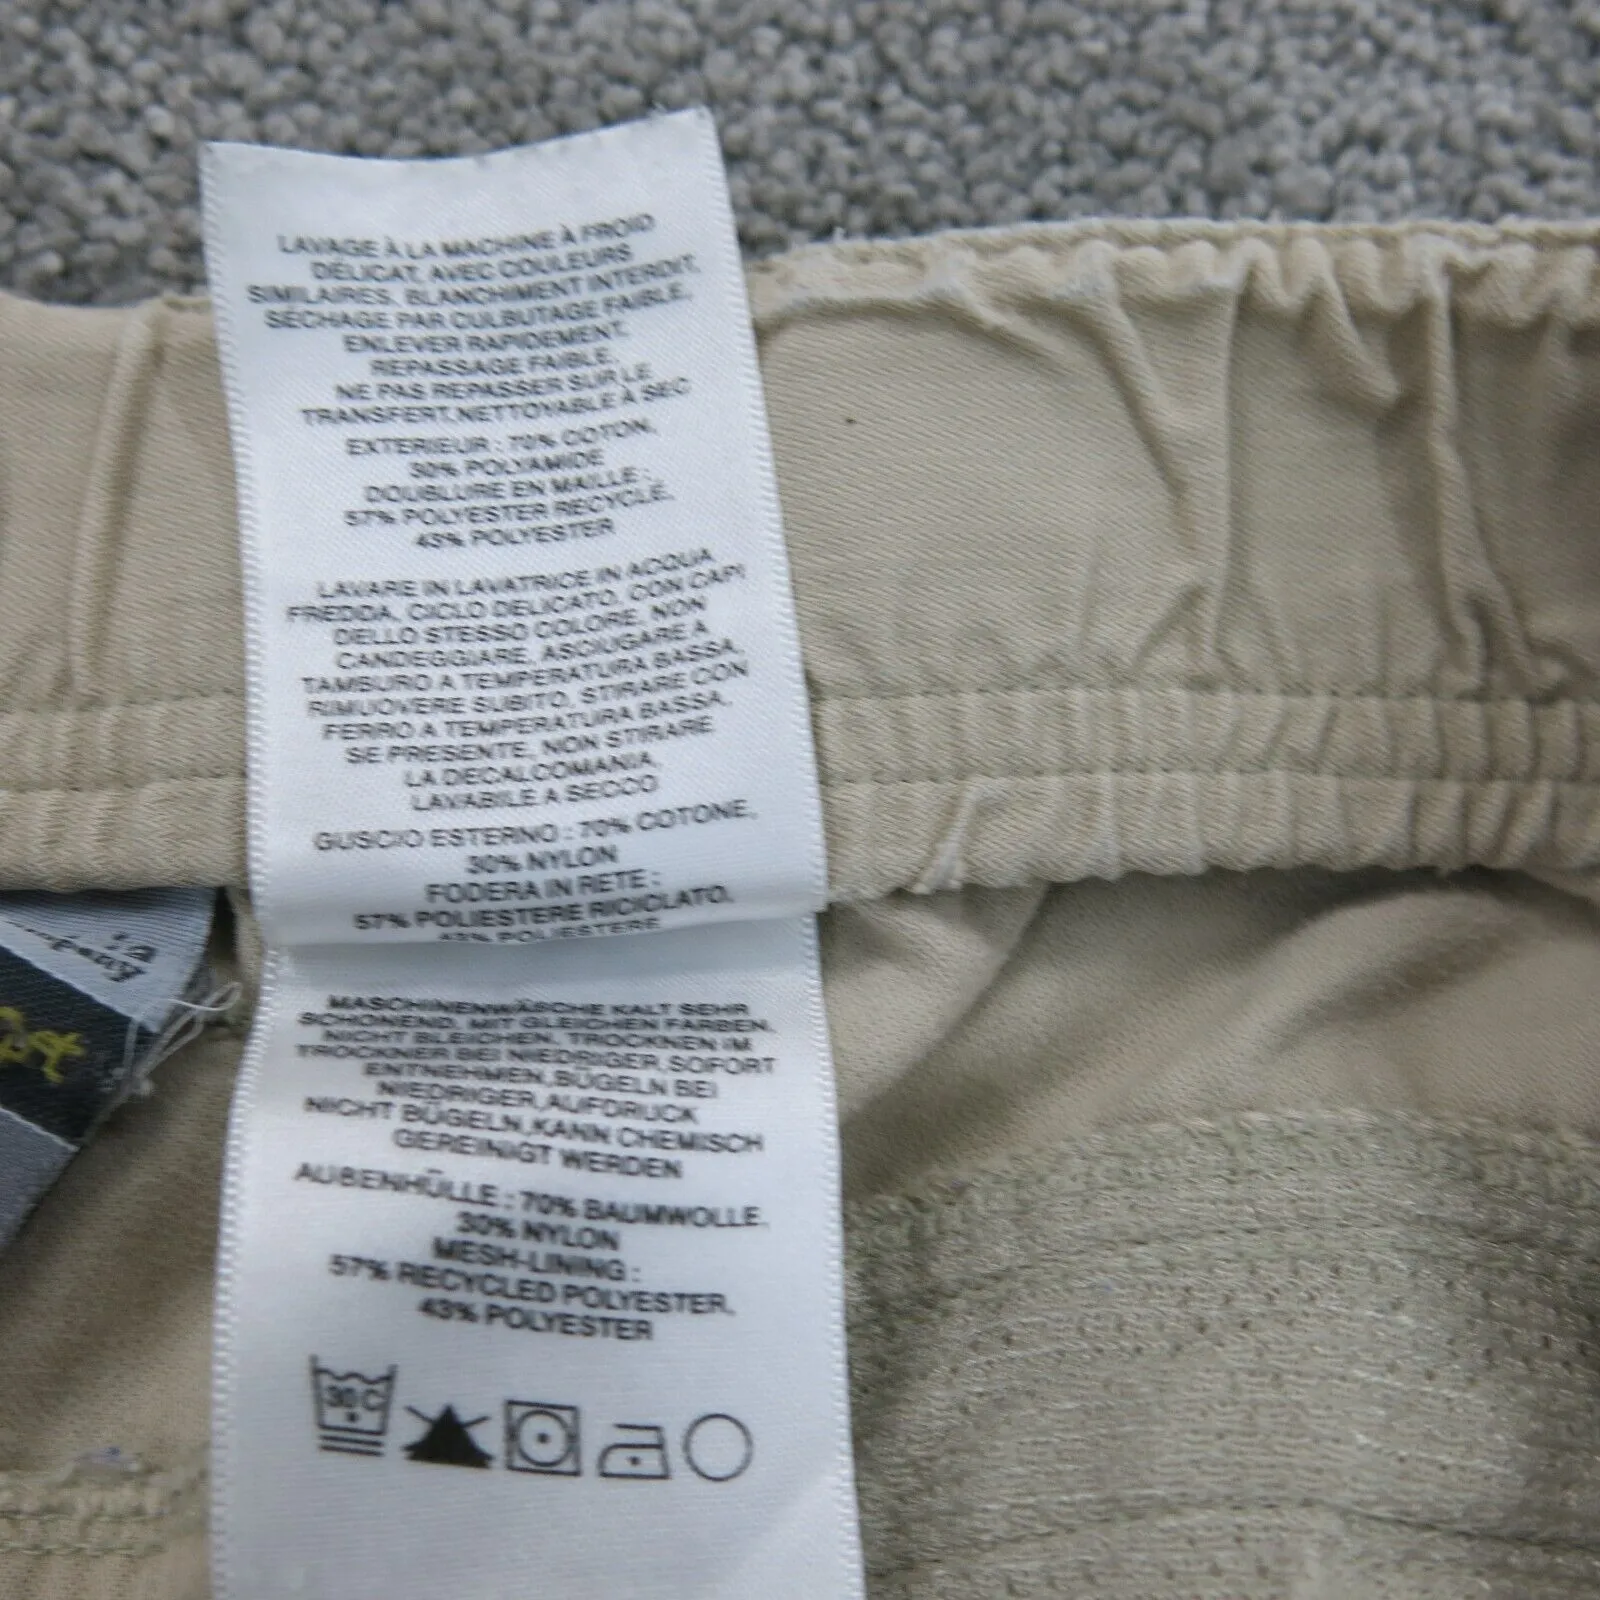 LAVAGE À LA MACHINE À FROID
DÉLICAT, AVEC COULEURS
SIMILAIRES, BLANCHIMENT INTERDIT,
SÉCHAGE PAR CULBUTAGE FAIBLE,
ENLEVER RAPIDEMENT.
REPASSAGE FAIBLE.
NE PAS REPASSER SUR LE
TRANSFERT,NETTOYABLE À SEC
EXTERIEUR : 70% COTON,
30% POLYAMIDE
DOUBLURE EN MAILLE :
57% POLYESTER RECYCLÉ,
43% POLYESTER
LAVARE IN LAVATRICE IN ACQUA
FREDDA, CICLO DELICATO, CON CAPI
DELLO STESSO COLORE, NON
CANDEGGIARE, ASCIUGARE A
TAMBURO A TEMPERATURA BASSA,
RIMUOVERE SUBITO, STIRARE CON
FERRO A TEMPERATURA BASSA,
SE PRESENTE, NON STIRARE
LA DECALCOMANIA,
LAVABILE A SECCO
GUSCIO ESTERNO : 70% COTONE,
30% NYLON
FODERA IN RETE :
57% POLIESTERE RICICLATO,
43% POLIESTERE
MASCHINENWÄSCHE KALT SEHR
SCHONEND, MIT GLEICHEN FARBEN,
NICHT BLEICHEN, TROCKNEN IM
TROCKNER BEI NIEDRIGER,SOFORT
ENTNEHMEN,BÜGELN BEI
NIEDRIGER,AUFDRUCK
NICHT BÜGELN,KANN CHEMISCH
GEREINIGT WERDEN
AUBENHÜLLE : 70% BAUMWOLLE,
30% NYLON
MESH-LINING :
57% RECYCLED POLYESTER,
43% POLYESTER
30C